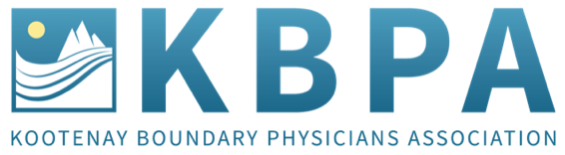 KBPA
KOOTENAY BOUNDARY PHYSICIANS ASSOCIATION